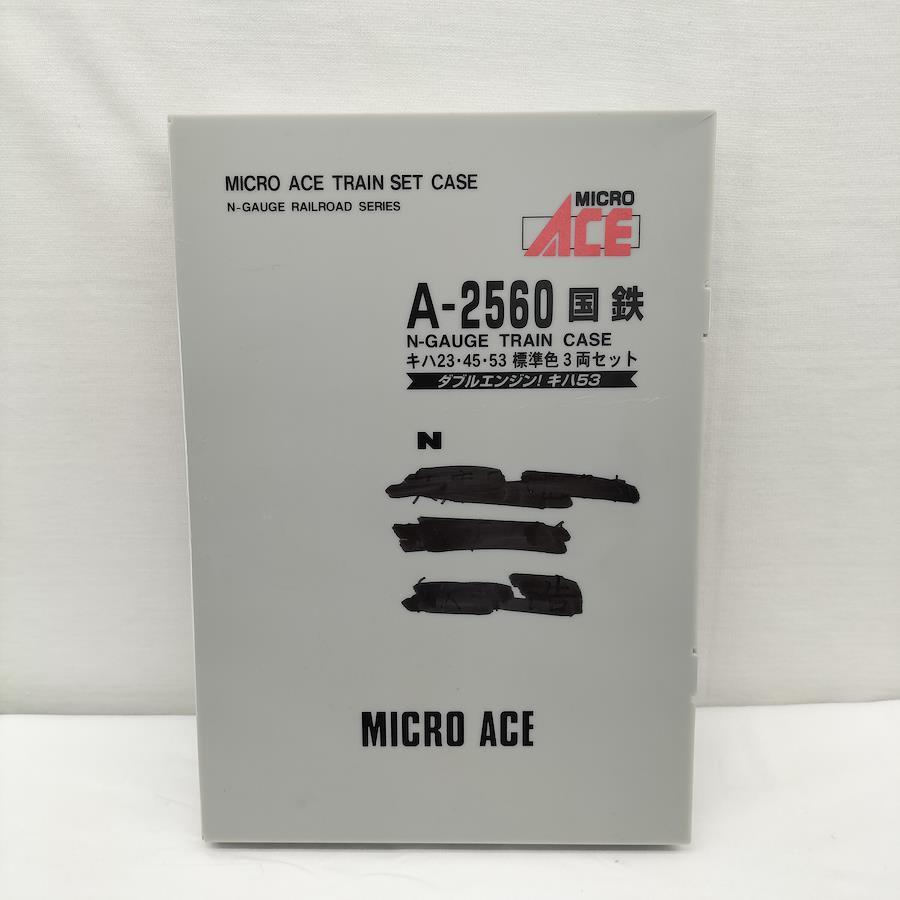 MICRO ACE TRAIN SET CASE
N-GAUGE RAILROAD SERIES
MICRO
ACE
A-2560 国鉄
N-GAUGE TRAIN CASE
キハ23・45・53 標準色3両セット
ダブルエンジン! キハ53
N
MICRO ACE